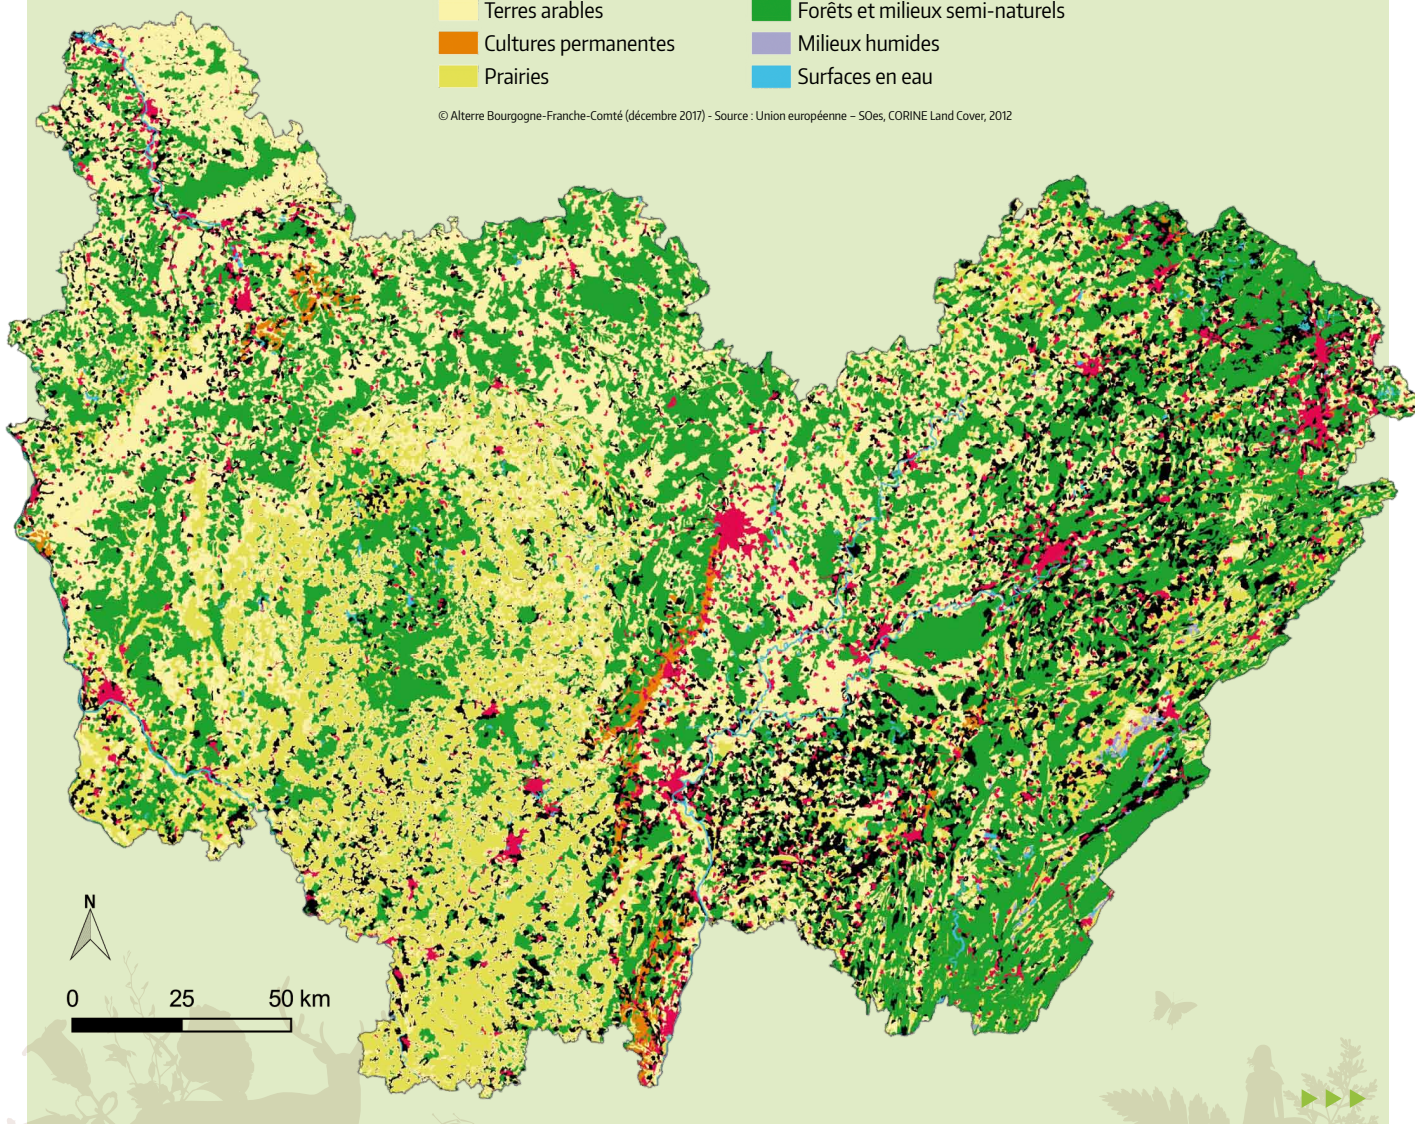 Terres arables
Forêts et milieux semi-naturels
Cultures permanentes
Milieux humides
Prairies
Surfaces en eau
© Alterre Bourgogne-Franche-Comté (décembre 2017) - Source : Union européenne – SOes, CORINE Land Cover, 2012
N
0 25 50 km